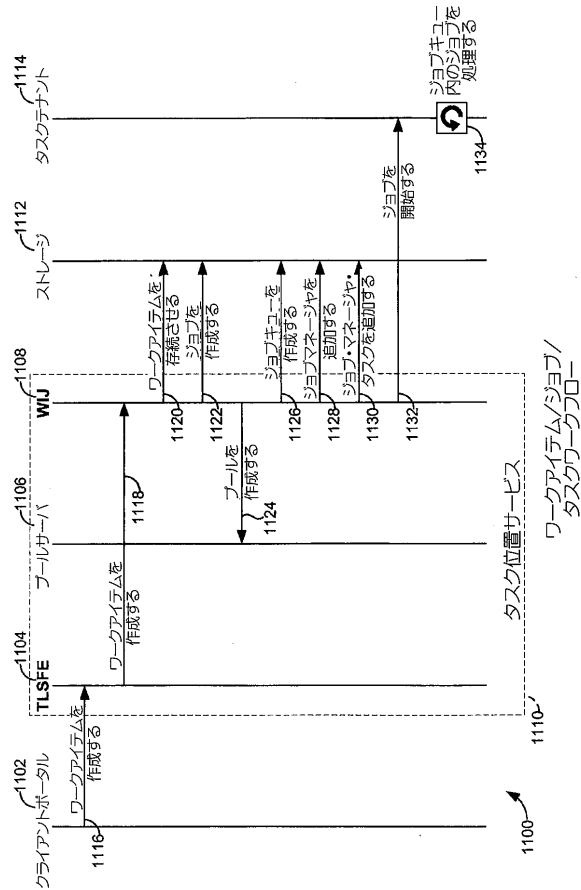 クライアントポータル
1102
TLSFE
1104
プールサーバ
1106
WIJ
1108
ストレージ
1112
タスクテナント
1114
ワークアイテムを
作成する
1116
ワークアイテムを
作成する
1118
ワークアイテムを
存続させる
1120
ジョブを
作成する
1122
プールを
作成する
1124
ジョブキューを
作成する
1126
ジョブマネージャを
追加する
1128
ジョブ・マネージャ・
タスクを追加する
1130
ジョブを
開始する
1132
ジョブキュー
内のジョブを
処理する
1134
タスク位置サービス
1110
1100
ワークアイテム/ジョブ/
タスクワークフロー